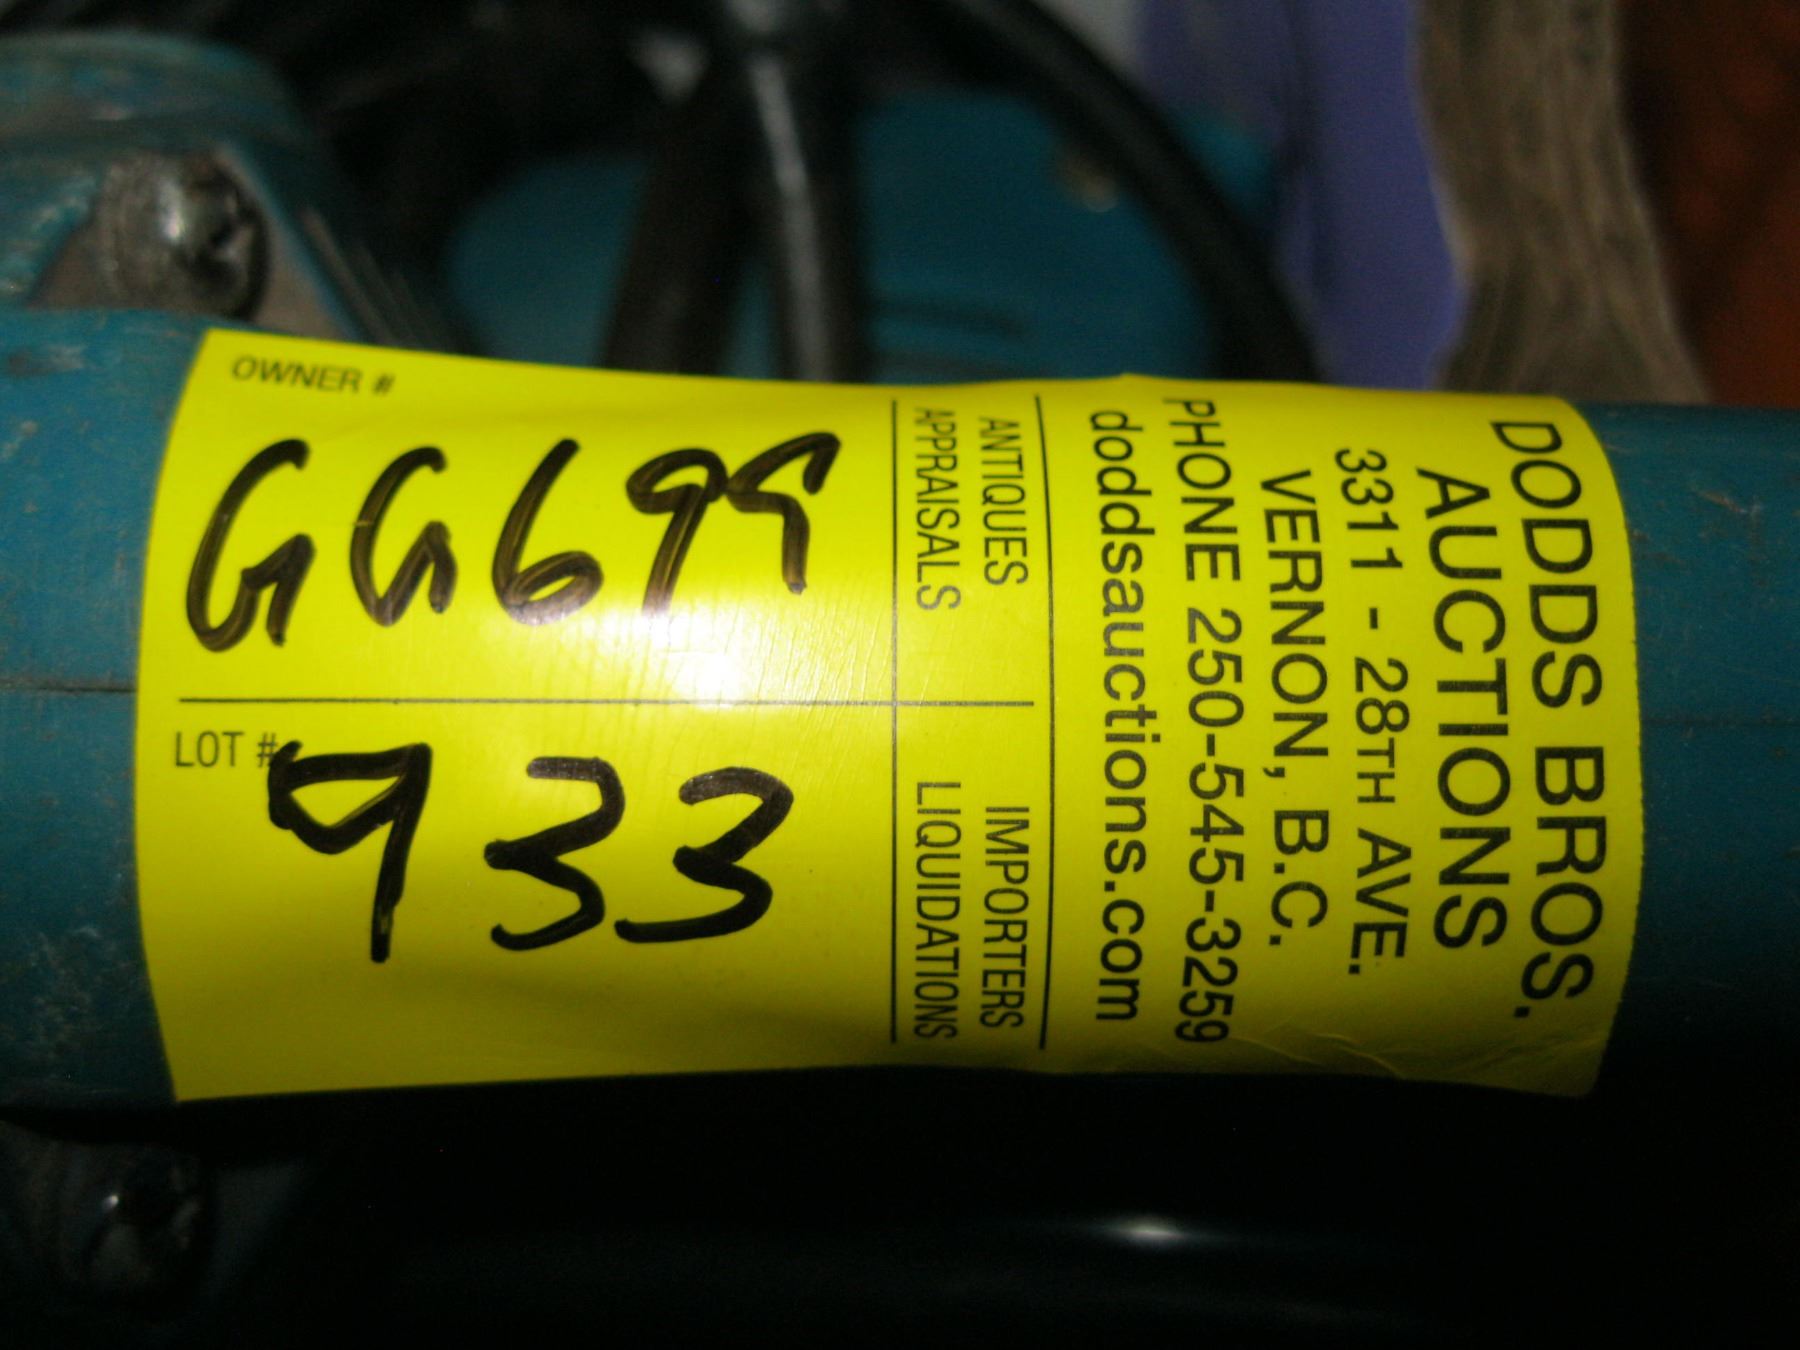 DODDS BROS.
AUCTIONS
3311 - 28TH AVE.
VERNON, B.C.
PHONE 250-545-3259
doddsauctions.com
ANTIQUES
APPRAISALS
IMPORTERS
LIQUIDATIONS
OWNER #
GG699
LOT #
933